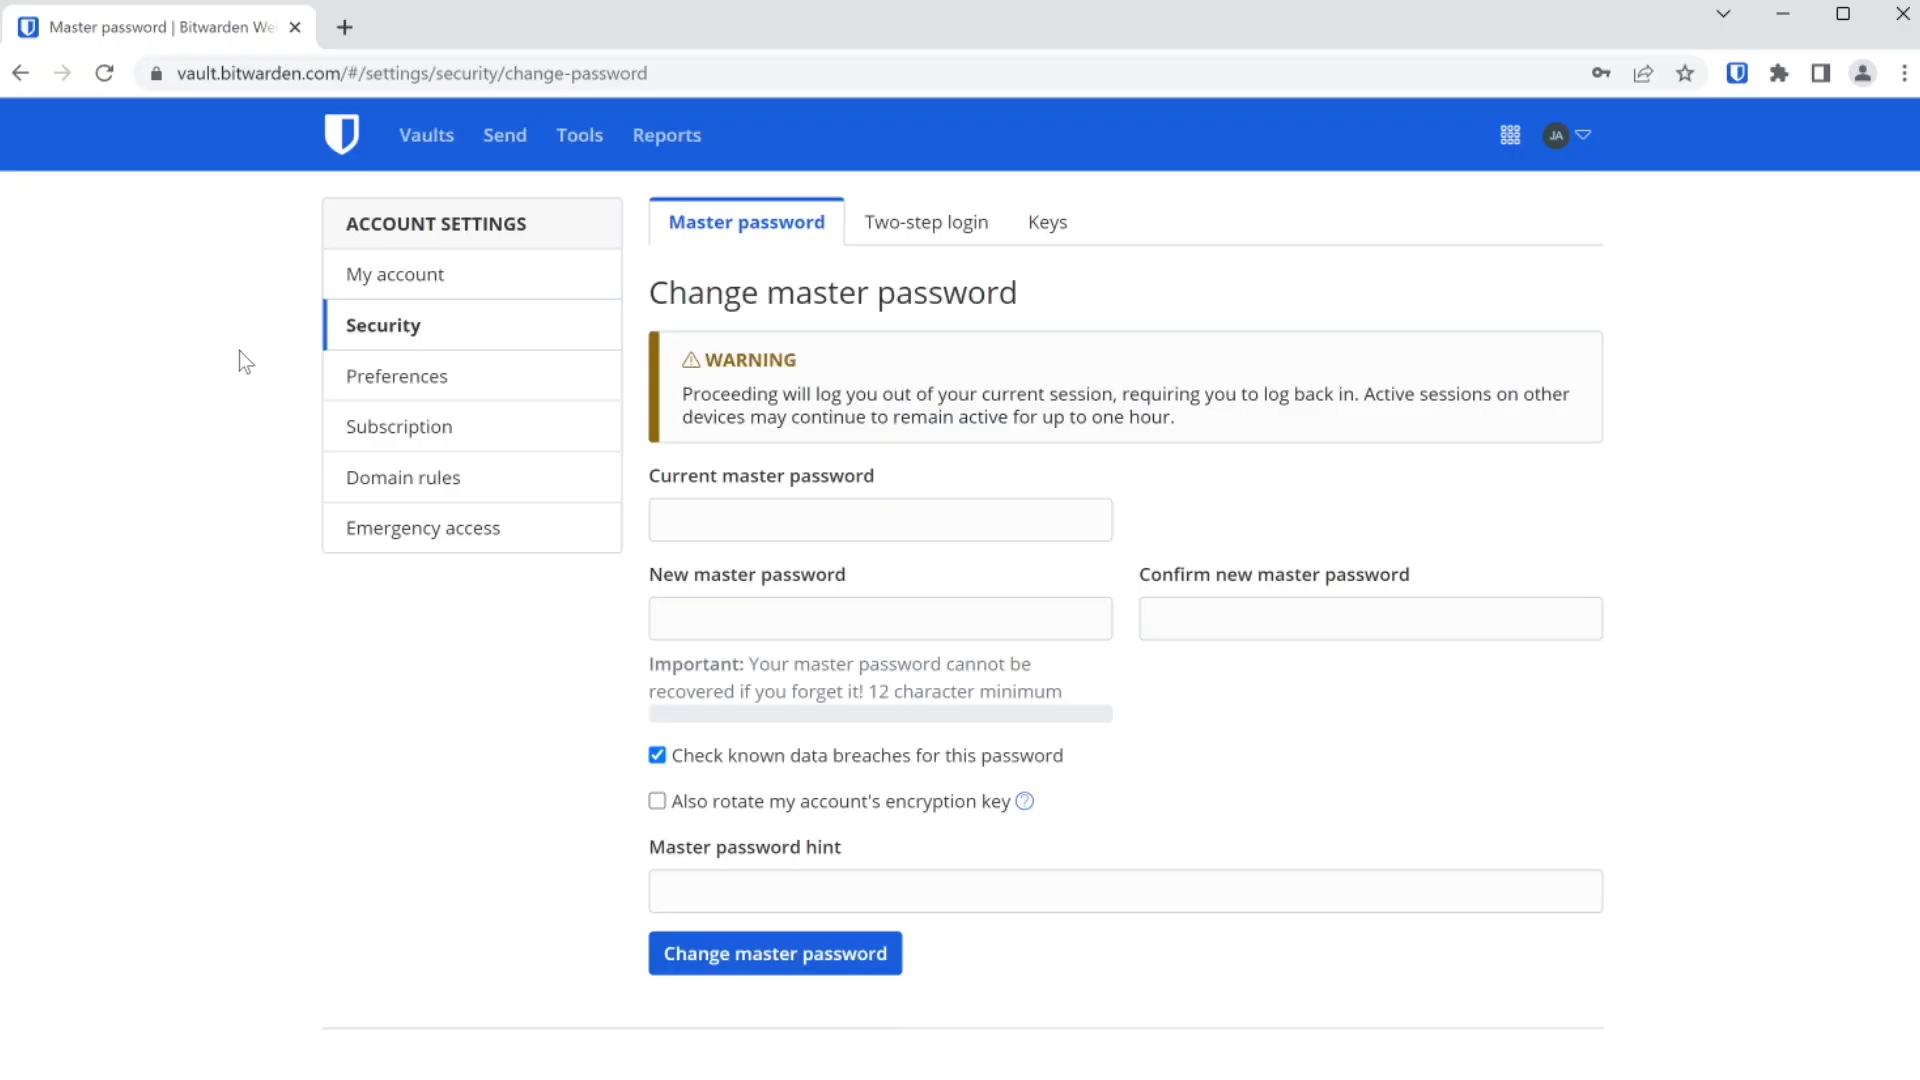 Master password | Bitwarden We
vault.bitwarden.com/#/settings/security/change-password
Vaults
Send
Tools
Reports
JA
ACCOUNT SETTINGS
My account
Security
Preferences
Subscription
Domain rules
Emergency access
Master password
Two-step login
Keys
Change master password
WARNING
Proceeding will log you out of your current session, requiring you to log back in. Active sessions on other
devices may continue to remain active for up to one hour.
Current master password
New master password
Confirm new master password
Important: Your master password cannot be
recovered if you forget it! 12 character minimum
Check known data breaches for this password
Also rotate my account's encryption key
Master password hint
Change master password